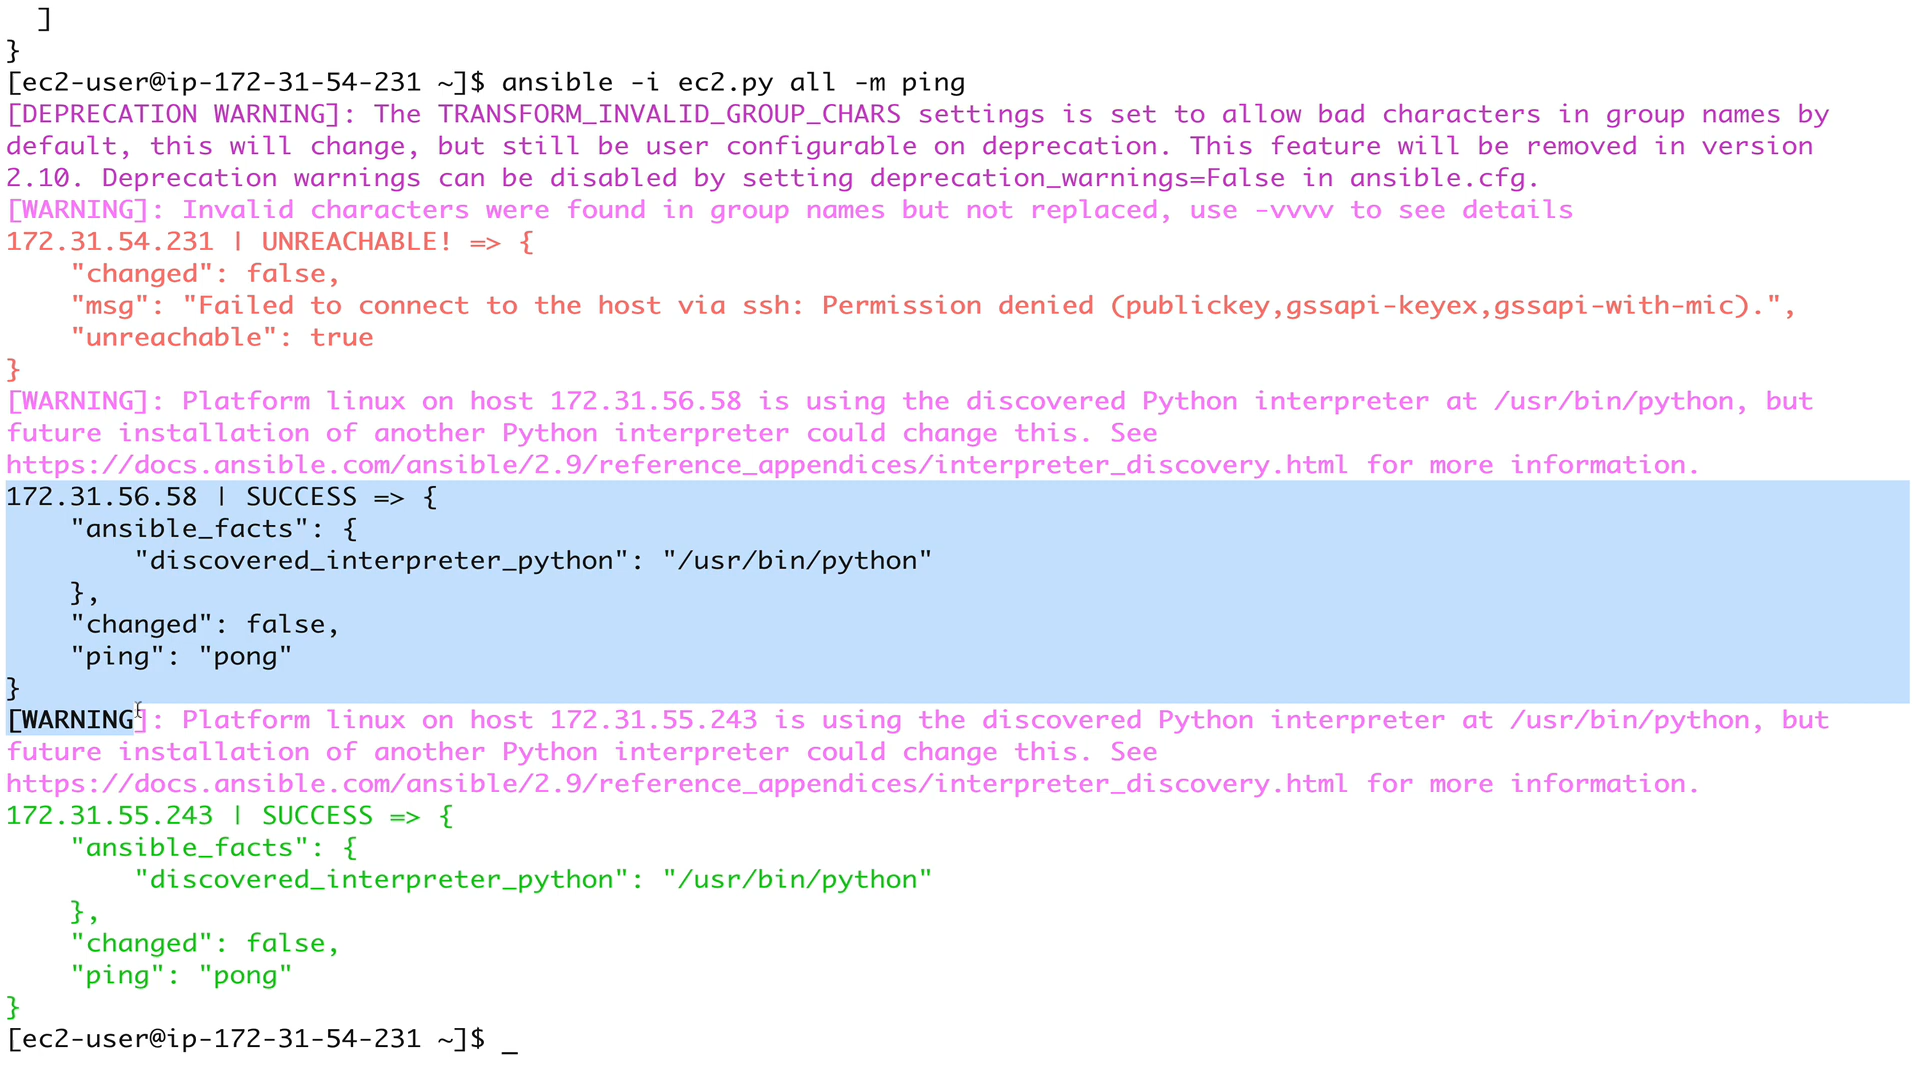 ]
}
[ec2-user@ip-172-31-54-231 ~]$ ansible -i ec2.py all -m ping
[DEPRECATION WARNING]: The TRANSFORM_INVALID_GROUP_CHARS settings is set to allow bad characters in group names by
default, this will change, but still be user configurable on deprecation. This feature will be removed in version
2.10. Deprecation warnings can be disabled by setting deprecation_warnings=False in ansible.cfg.
[WARNING]: Invalid characters were found in group names but not replaced, use -vvvv to see details
172.31.54.231 | UNREACHABLE! => {
    "changed": false,
    "msg": "Failed to connect to the host via ssh: Permission denied (publickey,gssapi-keyex,gssapi-with-mic).",
    "unreachable": true
}
[WARNING]: Platform linux on host 172.31.56.58 is using the discovered Python interpreter at /usr/bin/python, but
future installation of another Python interpreter could change this. See
https://docs.ansible.com/ansible/2.9/reference_appendices/interpreter_discovery.html for more information.
172.31.56.58 | SUCCESS => {
    "ansible_facts": {
        "discovered_interpreter_python": "/usr/bin/python"
    },
    "changed": false,
    "ping": "pong"
}
[WARNING]: Platform linux on host 172.31.55.243 is using the discovered Python interpreter at /usr/bin/python, but
future installation of another Python interpreter could change this. See
https://docs.ansible.com/ansible/2.9/reference_appendices/interpreter_discovery.html for more information.
172.31.55.243 | SUCCESS => {
    "ansible_facts": {
        "discovered_interpreter_python": "/usr/bin/python"
    },
    "changed": false,
    "ping": "pong"
}
[ec2-user@ip-172-31-54-231 ~]$ _